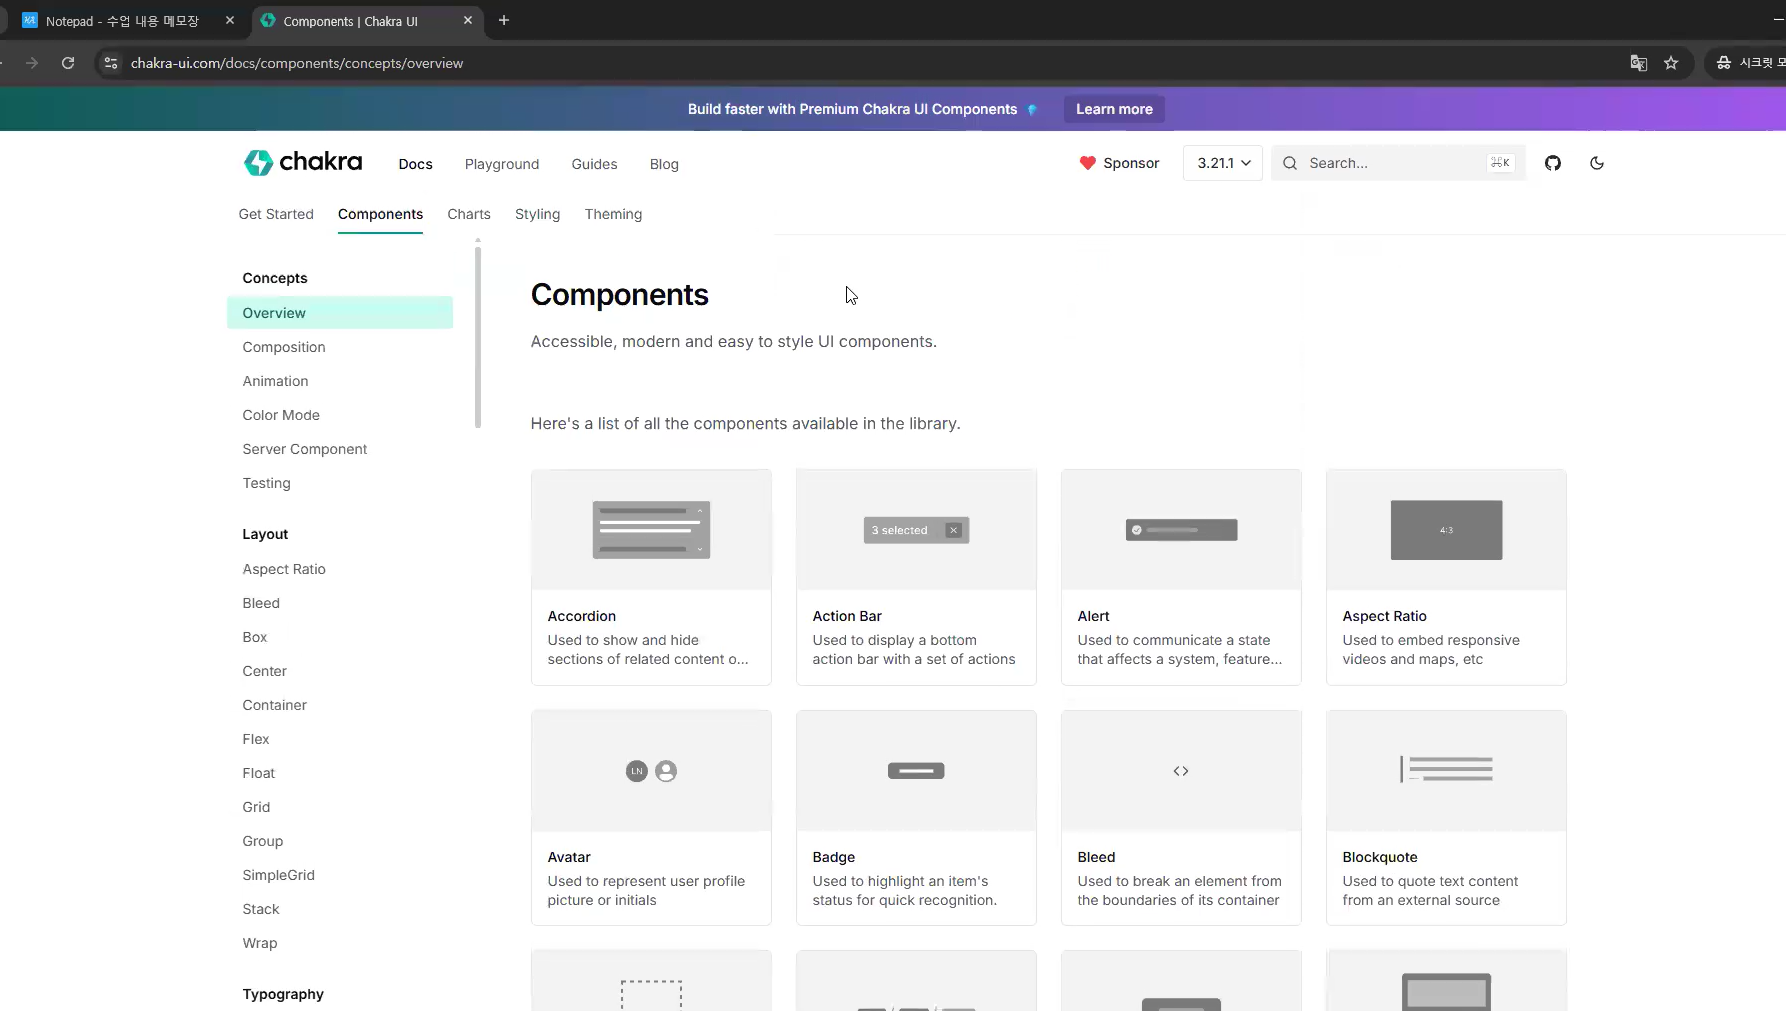 Notepad - 수업 내용 메모장
Components | Chakra UI
chakra-ui.com/docs/components/concepts/overview
시크릿 모
Build faster with Premium Chakra UI Components
Learn more
chakra
Docs
Playground
Guides
Blog
Sponsor
3.21.1
Search...
⌘K
Get Started
Components
Charts
Styling
Theming
Concepts
Overview
Composition
Animation
Color Mode
Server Component
Testing
Layout
Aspect Ratio
Bleed
Box
Center
Container
Flex
Float
Grid
Group
SimpleGrid
Stack
Wrap
Typography
Components
Accessible, modern and easy to style UI components.
Here's a list of all the components available in the library.
Accordion
Used to show and hide
sections of related content o...
3 selected
Action Bar
Used to display a bottom
action bar with a set of actions
Alert
Used to communicate a state
that affects a system, feature...
4:3
Aspect Ratio
Used to embed responsive
videos and maps, etc
LN
Avatar
Used to represent user profile
picture or initials
Badge
Used to highlight an item's
status for quick recognition.
Bleed
Used to break an element from
the boundaries of its container
Blockquote
Used to quote text content
from an external source